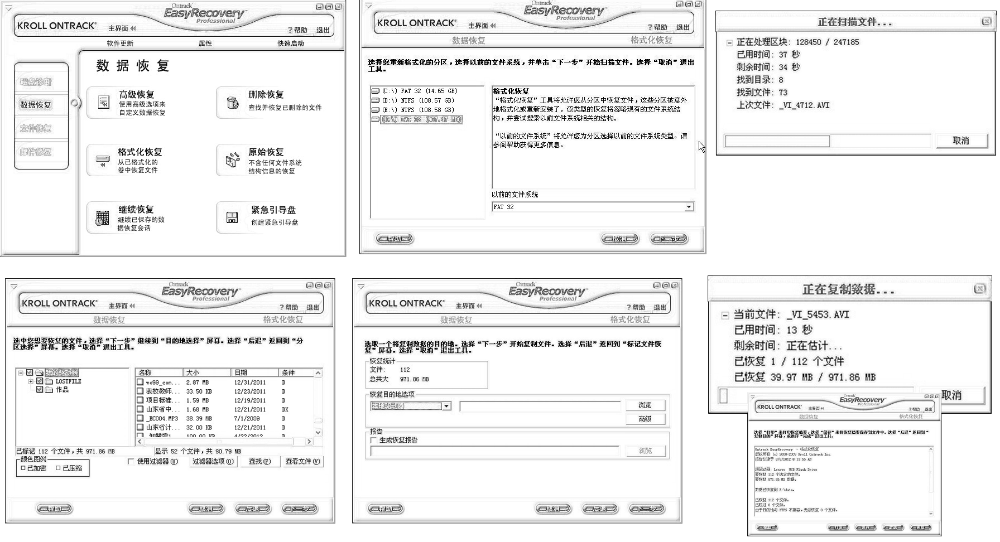 Ontrack
EasyRecovery
Professional
KROLL ONTRACK
主界面
?帮助
退出
软件更新
属性
快速启动
磁盘诊断
数据恢复
文件修复
邮件修复
数据恢复
高级恢复
使用高级选项来
自定义数据恢复
删除恢复
查找并恢复已删除的文件
格式化恢复
从已格式化的
卷中恢复文件
原始恢复
不含任何文件系统
结构信息的恢复
继续恢复
继续已保存的数
据恢复会话
紧急引导盘
创建紧急引导盘
Ontrack
EasyRecovery
Professional
KROLL ONTRACK
主界面
?帮助
退出
数据恢复
格式化恢复
选择您重新格式化的分区，选择以前的文件系统，并单击“下一步”开始扫描文件。选择“取消”退出
工具。
(C:\) FAT 32 (14.65 GB)
(D:\) NTFS (108.57 GB)
(E:\) NTFS (108.58 GB)
FAT 32 (967.47 MB)
格式化恢复
“格式化恢复”工具将允许您从分区中恢复文件，这些分区被意外
地格式化或重新安装了。该类型的恢复将忽略现有的文件系统结
构，并尝试搜索以前文件系统相关的结构。
“以前的文件系统”将允许您为分区选择以前的文件系统类型。请
参阅帮助获得更多信息。
以前的文件系统
FAT 32
帮助
取消
下一步
正在扫描文件...
正在处理区块: 128450 / 247185
已用时间: 37 秒
剩余时间: 34 秒
找到目录: 8
找到文件: 73
上次文件: _VI_4712.AVI
取消
Ontrack
EasyRecovery
Professional
KROLL ONTRACK
主界面
?帮助
退出
数据恢复
格式化恢复
选中您想要恢复的文件，选择“下一步”继续到“目的地选择”屏幕。选择“后退”返回到“分
区选择”屏幕。选择“取消”退出工具。
我的驱动器
LOSTFILE
作品
名称 大小 日期 条件
wo99_com... 2.87 MB 12/31/2011 D
我校教师... 33.50 KB 12/23/2011 D
项目标准... 1.59 MB 12/19/2011 D
山东省中... 1.68 MB 12/21/2011 DX
_EC004.MP3 38.39 MB 7/1/2009 D
山东省计... 32.00 KB 12/21/2011 D
100.00 KB 4/22/2012 D
已标记 112 个文件，共 971.86 MB
显示 52 个文件，共 90.79 MB
颜色图例
已加密 已压缩
使用过滤器(U)
过滤器选项(O)
查找(F)
查看文件(V)
帮助
取消
后退
下一步
Ontrack
EasyRecovery
Professional
KROLL ONTRACK
主界面
?帮助
退出
数据恢复
格式化恢复
选取一个将复制数据的目的地。选择“下一步”开始复制文件。选择“后退”返回到“标记文件恢
复”屏幕。选择“取消”退出工具。
恢复统计
文件: 112
总共大 971.86 MB
恢复目的地选项
本地驱动器
浏览
高级
报告
生成恢复报告
浏览
帮助
取消
后退
下一步
正在复制数据...
当前文件: _VI_5453.AVI
已用时间: 13 秒
剩余时间: 正在估计...
已恢复 1 / 112 个文件
已恢复 39.97 MB / 971.86 MB
取消
Ontrack
EasyRecovery
Professional
KROLL ONTRACK
主界面
?帮助
退出
数据恢复
格式化恢复
选择“打印”来打印恢复摘要，选择“保存”来将恢复摘要保存到文件中。选择“后退”返回到“
复制目的”屏幕，或选择“完成”退出工具。
Ontrack EasyRecovery - 格式化恢复
版权所有 (c) 2000-2009 Kroll Ontrack Inc.
报告创建于 8/8/2012 @ 11:55 AM
源驱动器: Lenovo USB Flash Drive
要恢复 112 个选定的文件。
要恢复 971.86 MB 数据。
数据已恢复到 E:\data。
已恢复 112 个文件。
已跳过 0 个文件。
由于目的地与 NTFS 不兼容，无法恢复 0 个文件。
帮助
打印
保存
后退
完成